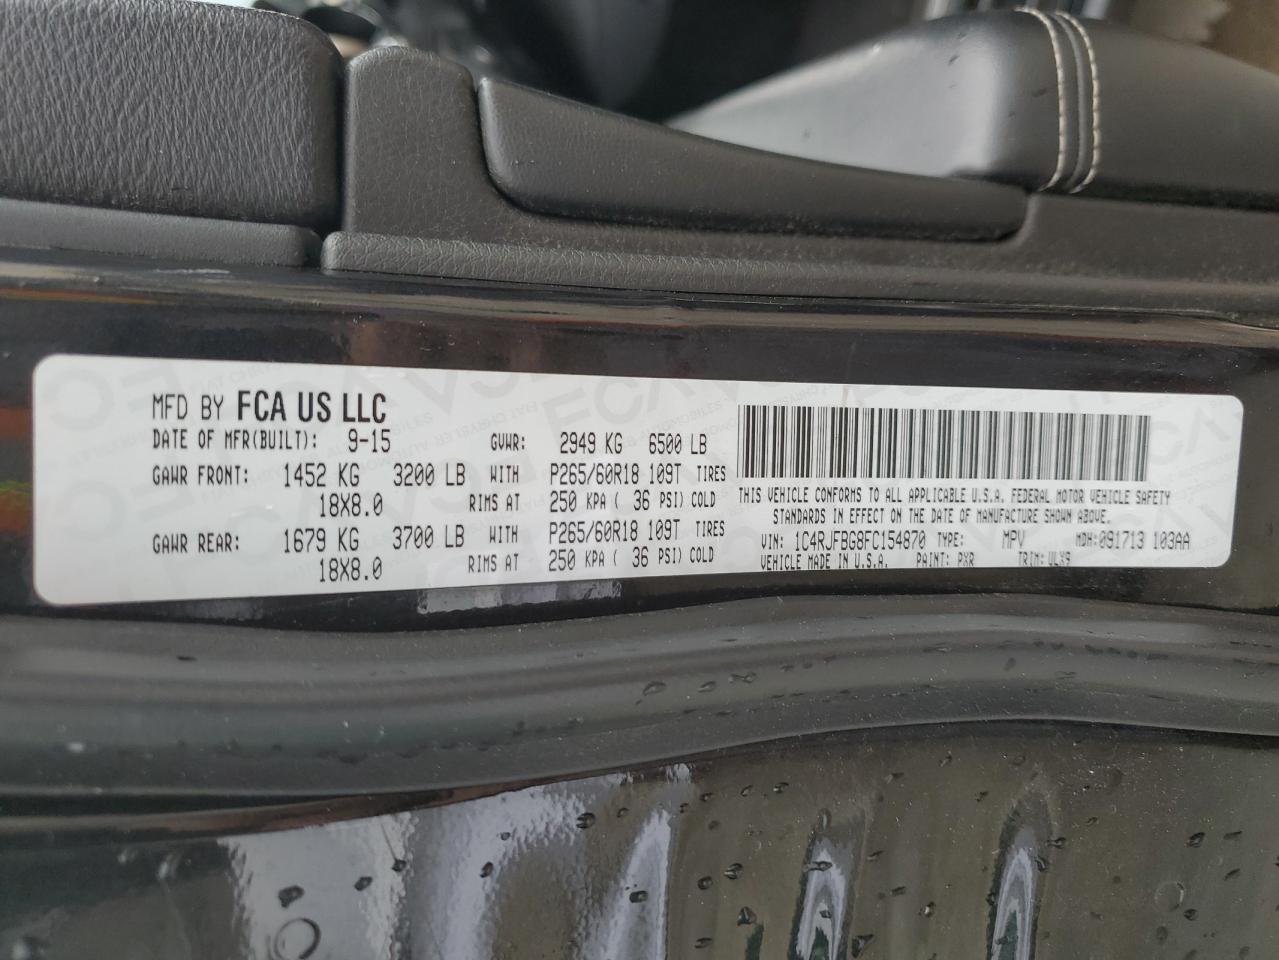 MFD BY FCA US LLC
DATE OF MFR(BUILT): 9-15 GVWR: 2949 KG 6500 LB
GAWR FRONT: 1452 KG 3200 LB WITH P265/60R18 109T TIRES
18X8.0 RIMS AT 250 KPA ( 36 PSI) COLD
GAWR REAR: 1679 KG 3700 LB WITH P265/60R18 109T TIRES
18X8.0 RIMS AT 250 KPA ( 36 PSI) COLD
THIS VEHICLE CONFORMS TO ALL APPLICABLE U.S.A. FEDERAL MOTOR VEHICLE SAFETY
STANDARDS IN EFFECT ON THE DATE OF MANUFACTURE SHOWN ABOVE.
VIN: 1C4RJFBG8FC154870 TYPE: MPV MDH: 091713 103AA
VEHICLE MADE IN U.S.A. PAINT: PXR TRIM: VLX9